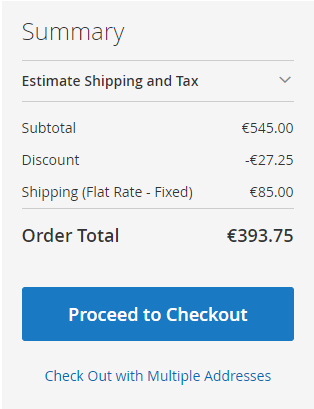 Summary
Estimate Shipping and Tax
Subtotal €545.00
Discount -€27.25
Shipping (Flat Rate - Fixed) €85.00
Order Total €393.75
Proceed to Checkout
Check Out with Multiple Addresses